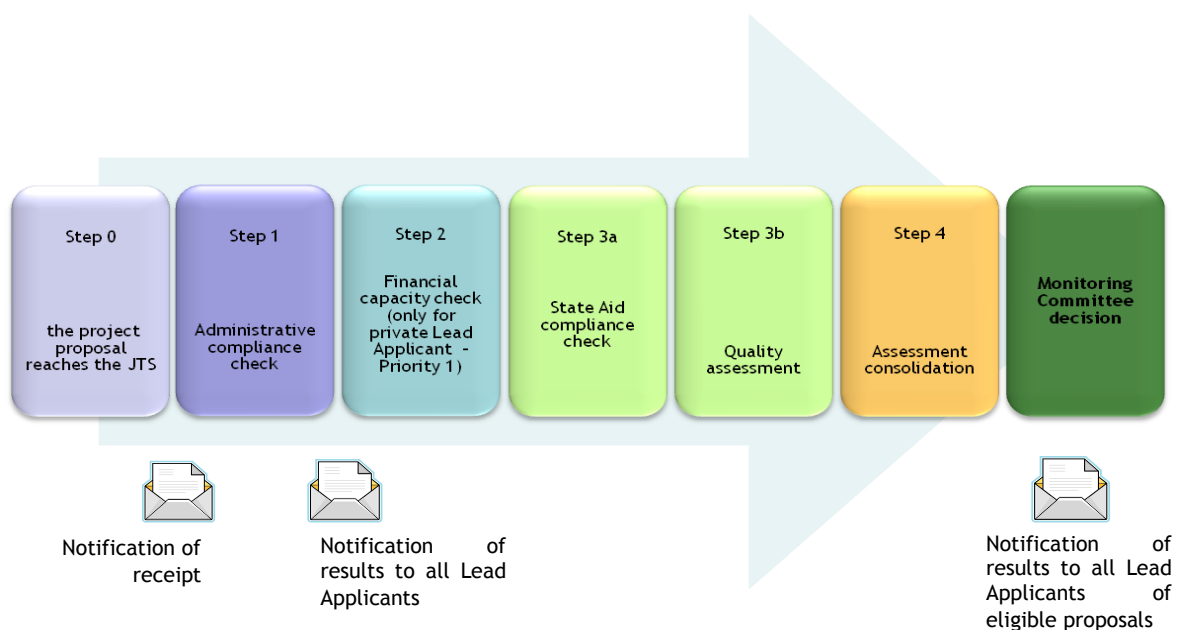 Step 0
the project
proposal
reaches the JTS
Step 1
Administrative
compliance
check
Step 2
Financial
capacity check
(only for
private Lead
Applicant -
Priority 1)
Step 3a
State Aid
compliance
check
Step 3b
Quality
assessment
Step 4
Assessment
consolidation
Monitoring
Committee
decision
Notification of
receipt
Notification of
results to all Lead
Applicants
Notification of
results to all Lead
Applicants of
eligible proposals